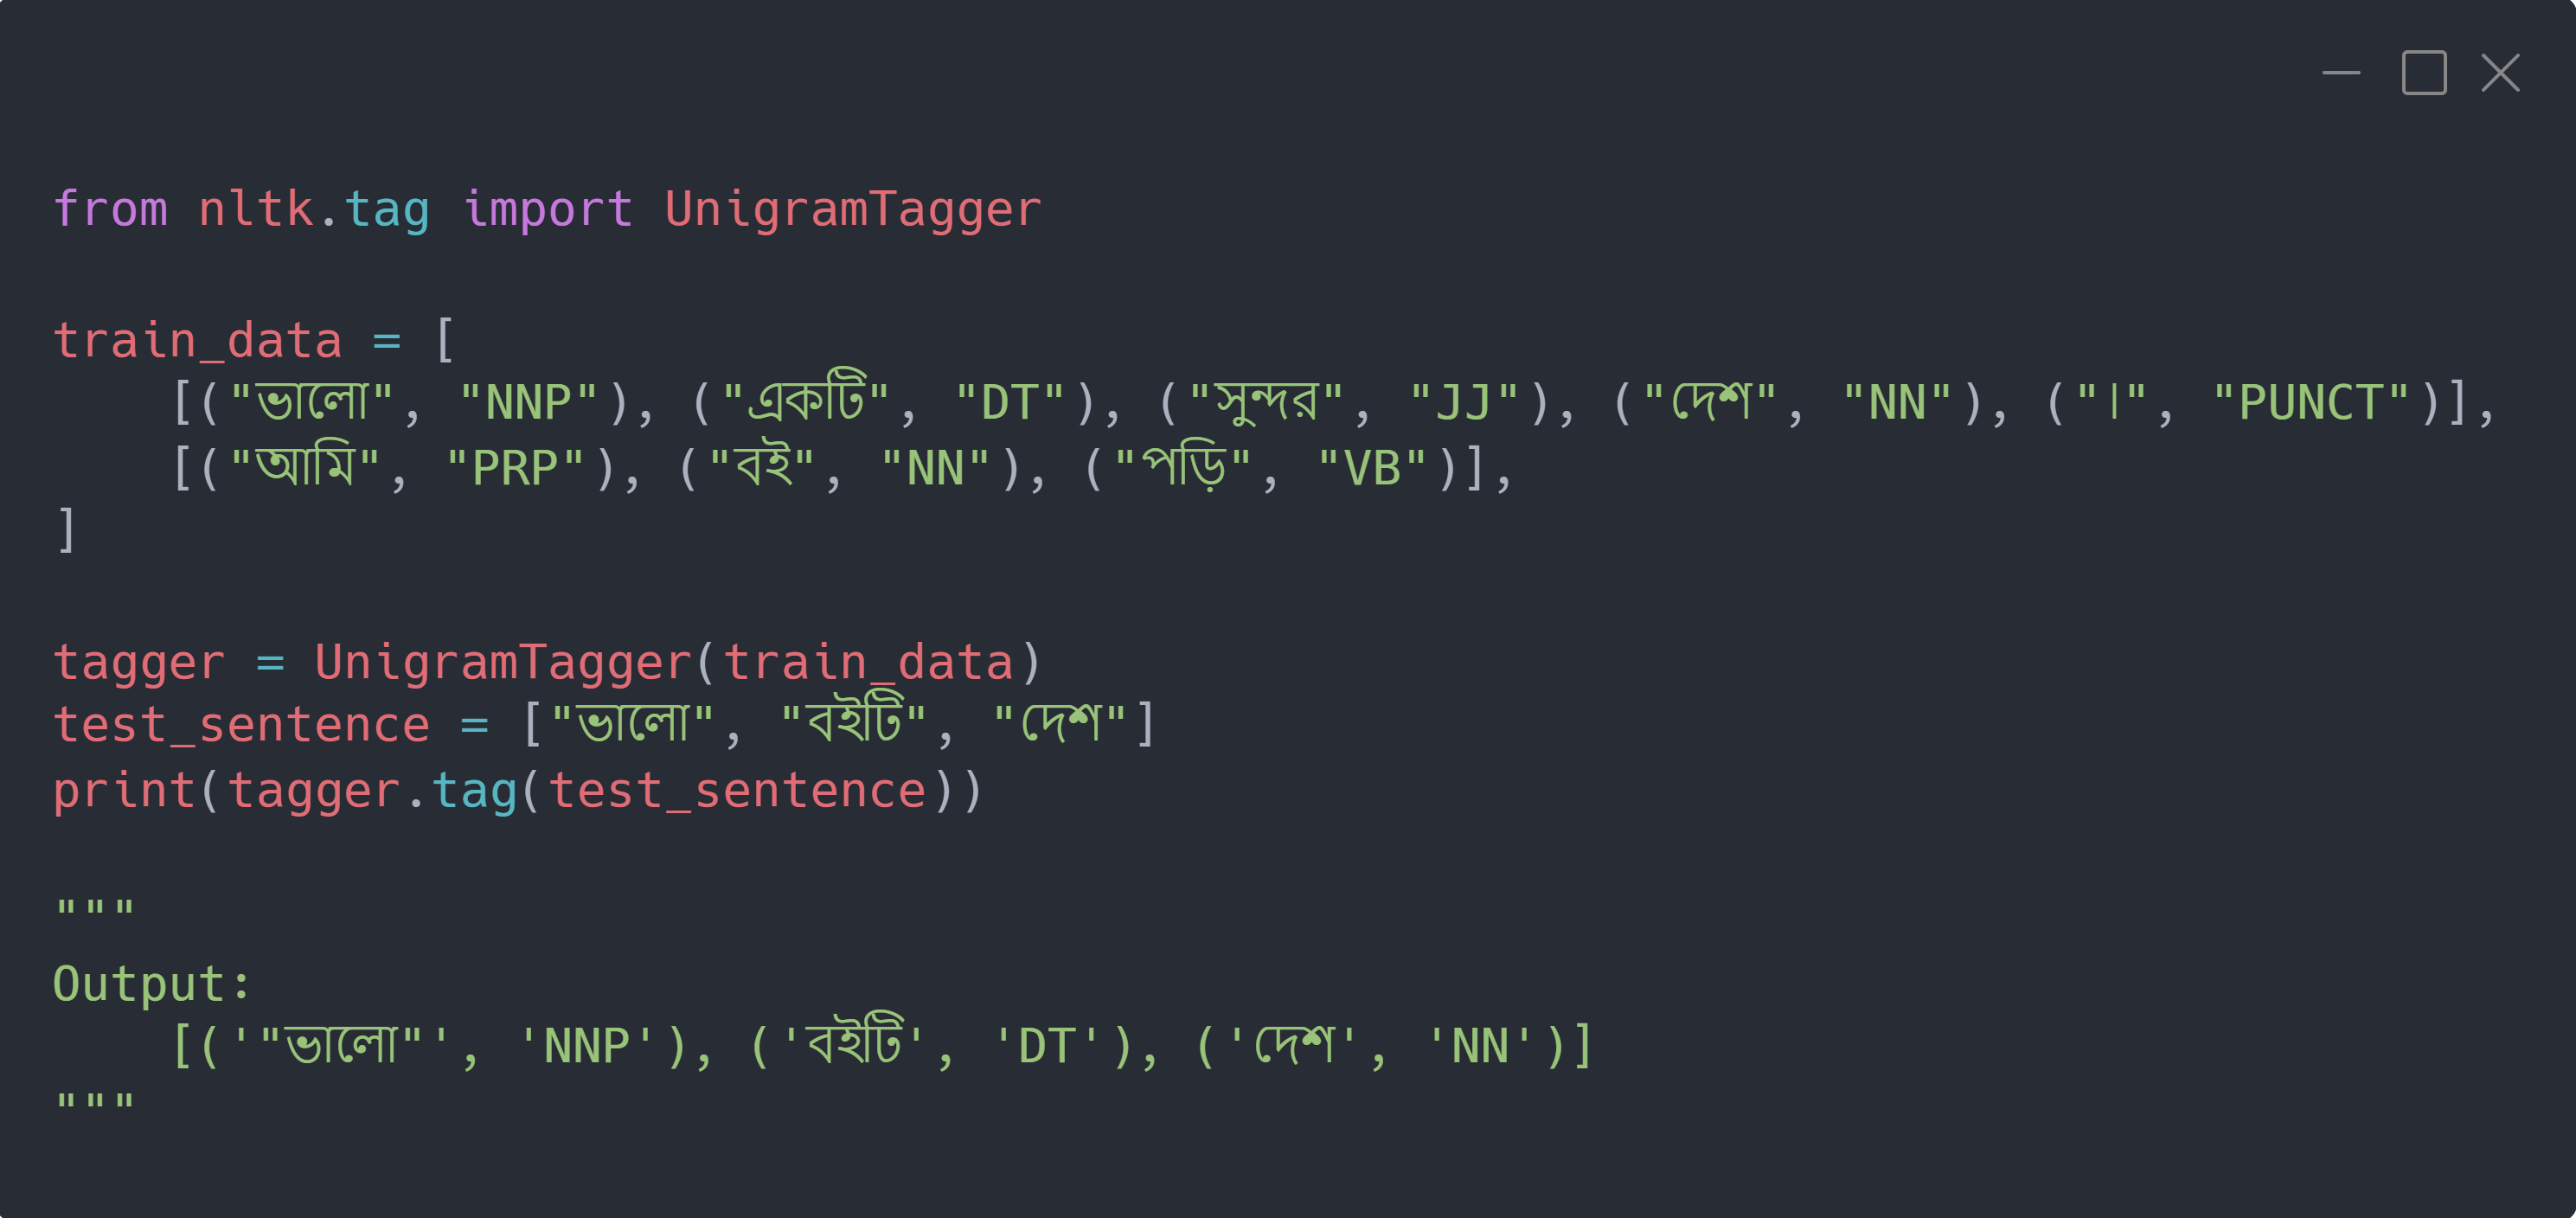 from nltk.tag import UnigramTagger
train_data = [
    [("ভালো", "NNP"), ("একটি", "DT"), ("সুন্দর", "JJ"), ("দেশ", "NN"), ("।", "PUNCT")],
    [("আমি", "PRP"), ("বই", "NN"), ("পড়ি", "VB")],
]
tagger = UnigramTagger(train_data)
test_sentence = ["ভালো", "বইটি", "দেশ"]
print(tagger.tag(test_sentence))
"""
Output:
    [('"ভালো"', 'NNP'), ('বইটি', 'DT'), ('দেশ', 'NN')]
"""